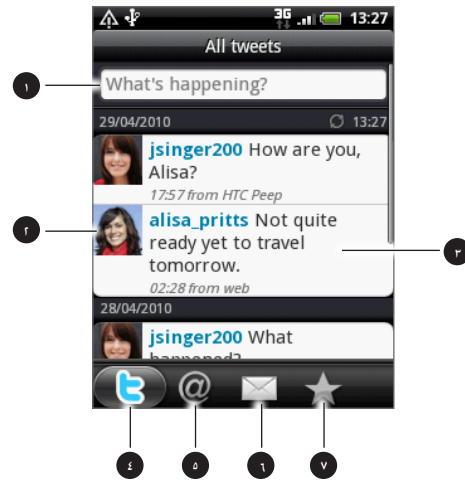 3G 13:27
All tweets
What's happening?
29/04/2010 13:27
jsinger200 How are you,
Alisa?
17:57 from HTC Peep
alisa_pritts Not quite
ready yet to travel
tomorrow.
02:28 from web
28/04/2010
jsinger200 What
happened?
١
٢
٣
٤
٥
٦
٧